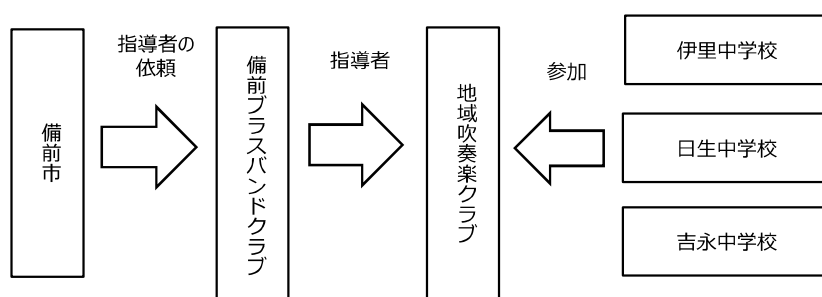 備前市
指導者の
依頼
備前ブラスバンドクラブ
指導者
地域吹奏楽クラブ
参加
伊里中学校
日生中学校
吉永中学校